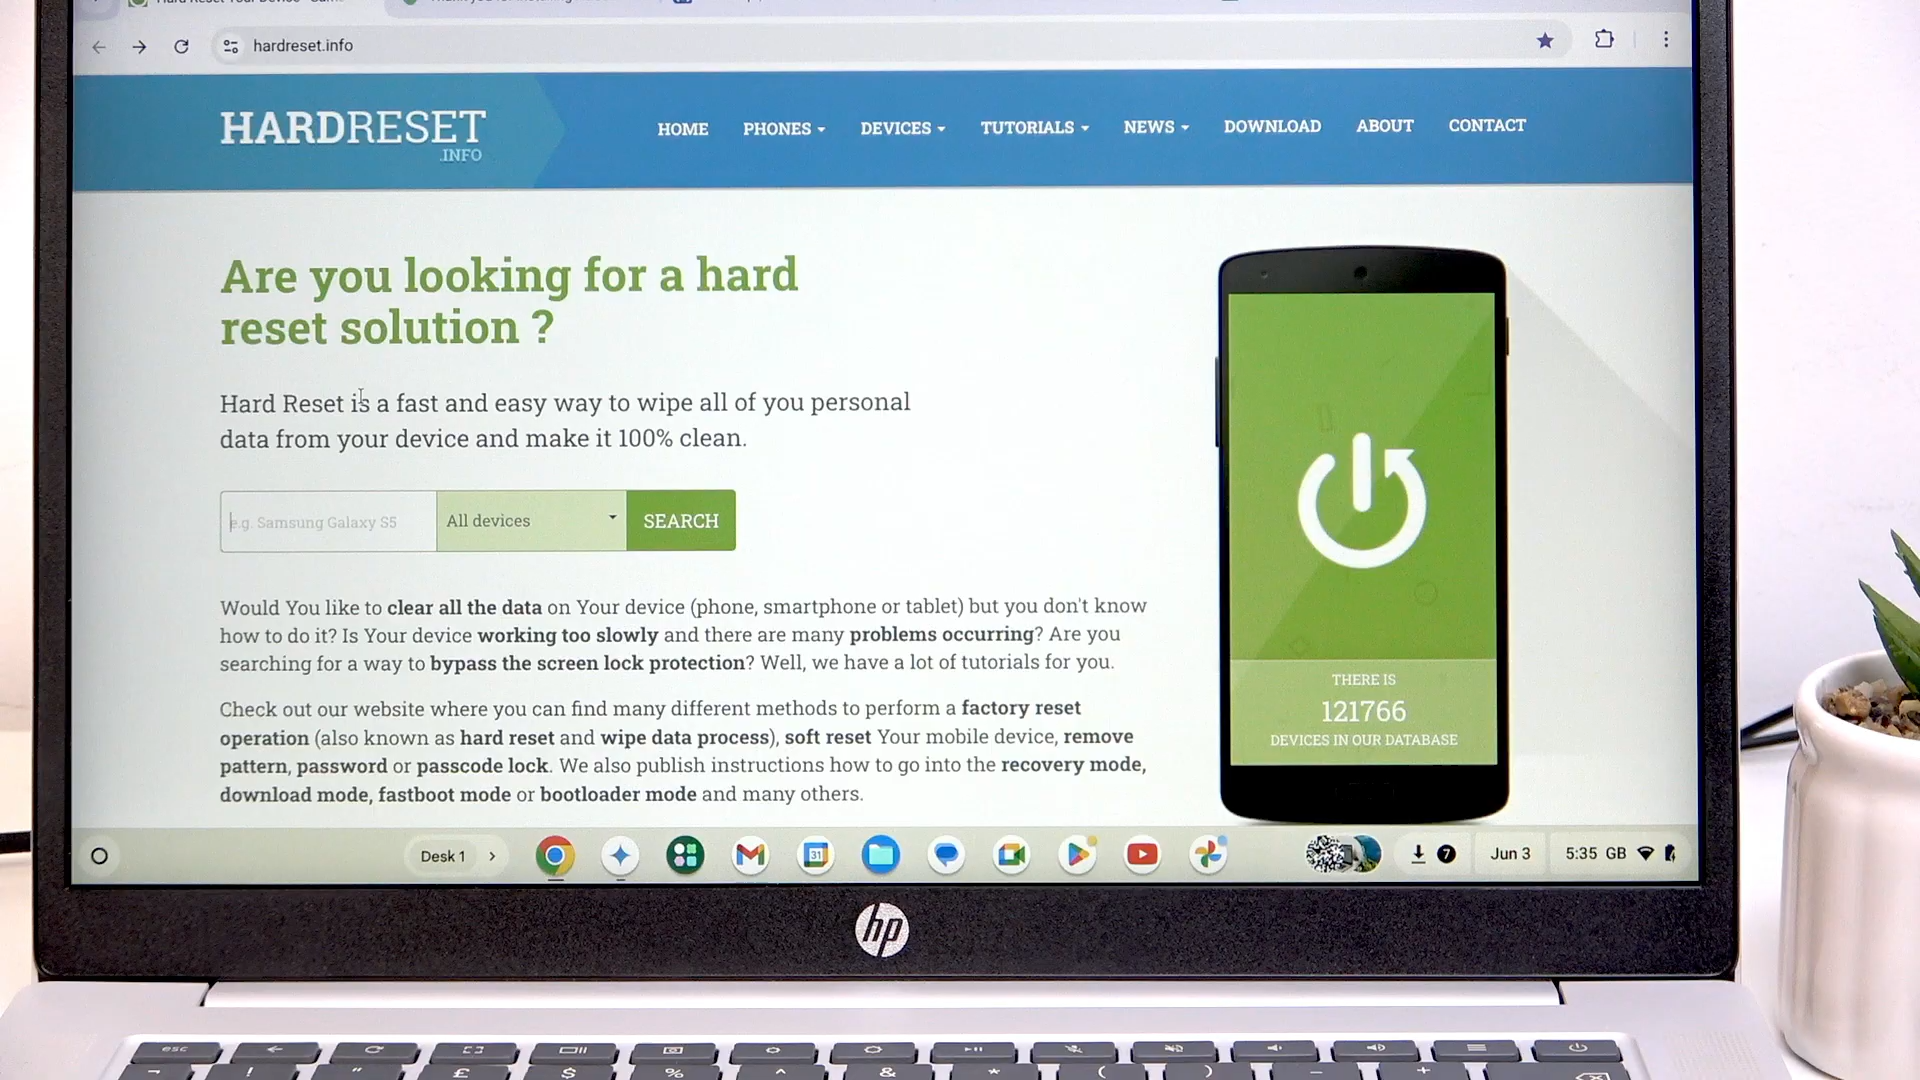 hardreset.info
HARDRESET
.INFO
HOME PHONES DEVICES TUTORIALS NEWS DOWNLOAD ABOUT CONTACT
Are you looking for a hard
reset solution ?
Hard Reset is a fast and easy way to wipe all of you personal
data from your device and make it 100% clean.
e.g. Samsung Galaxy S5 All devices SEARCH
Would You like to clear all the data on Your device (phone, smartphone or tablet) but you don't know
how to do it? Is Your device working too slowly and there are many problems occurring? Are you
searching for a way to bypass the screen lock protection? Well, we have a lot of tutorials for you.
Check out our website where you can find many different methods to perform a factory reset
operation (also known as hard reset and wipe data process), soft reset Your mobile device, remove
pattern, password or passcode lock. We also publish instructions how to go into the recovery mode,
download mode, fastboot mode or bootloader mode and many others.
THERE IS
121766
DEVICES IN OUR DATABASE
Desk 1 31 7 Jun 3 5:35 GB
hp
esc
! " £ $ % ^ & * ( ) - +